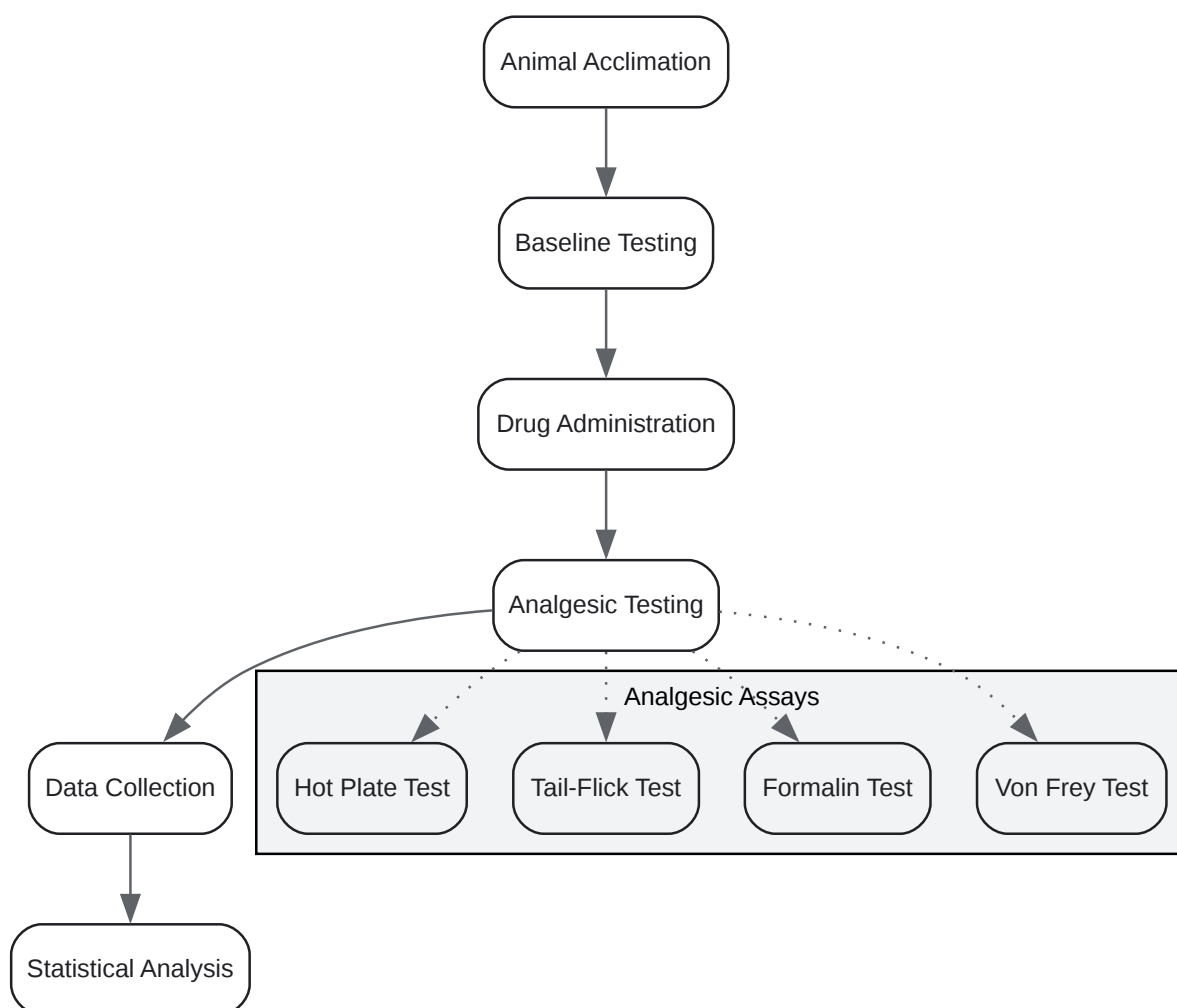 Animal Acclimation
Baseline Testing
Drug Administration
Analgesic Testing
Analgesic Assays
Data Collection
Hot Plate Test
Tail-Flick Test
Formalin Test
Von Frey Test
Statistical Analysis